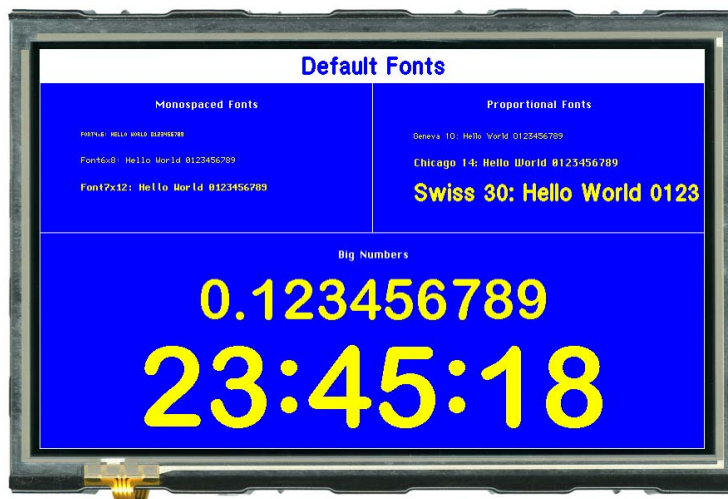 Default Fonts
Monospaced Fonts
FONT4x6: HELLO WORLD 0123456789
Font6x8: Hello World 0123456789
Font7x12: Hello World 0123456789
Proportional Fonts
Geneva 10: Hello World 0123456789
Chicago 14: Hello World 0123456789
Swiss 30: Hello World 0123
Big Numbers
0.123456789
23:45:18